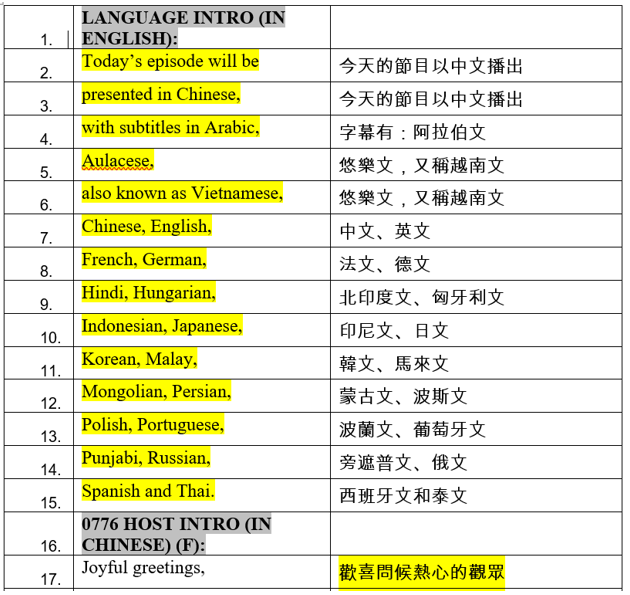 1. LANGUAGE INTRO (IN
ENGLISH):
2. Today’s episode will be 今天的節目以中文播出
3. presented in Chinese, 今天的節目以中文播出
4. with subtitles in Arabic, 字幕有：阿拉伯文
5. Aulacese, 悠樂文，又稱越南文
6. also known as Vietnamese, 悠樂文，又稱越南文
7. Chinese, English, 中文、英文
8. French, German, 法文、德文
9. Hindi, Hungarian, 北印度文、匈牙利文
10. Indonesian, Japanese, 印尼文、日文
11. Korean, Malay, 韓文、馬來文
12. Mongolian, Persian, 蒙古文、波斯文
13. Polish, Portuguese, 波蘭文、葡萄牙文
14. Punjabi, Russian, 旁遮普文、俄文
15. Spanish and Thai. 西班牙文和泰文
16. 0776 HOST INTRO (IN
CHINESE) (F):
17. Joyful greetings, 歡喜問候熱心的觀眾